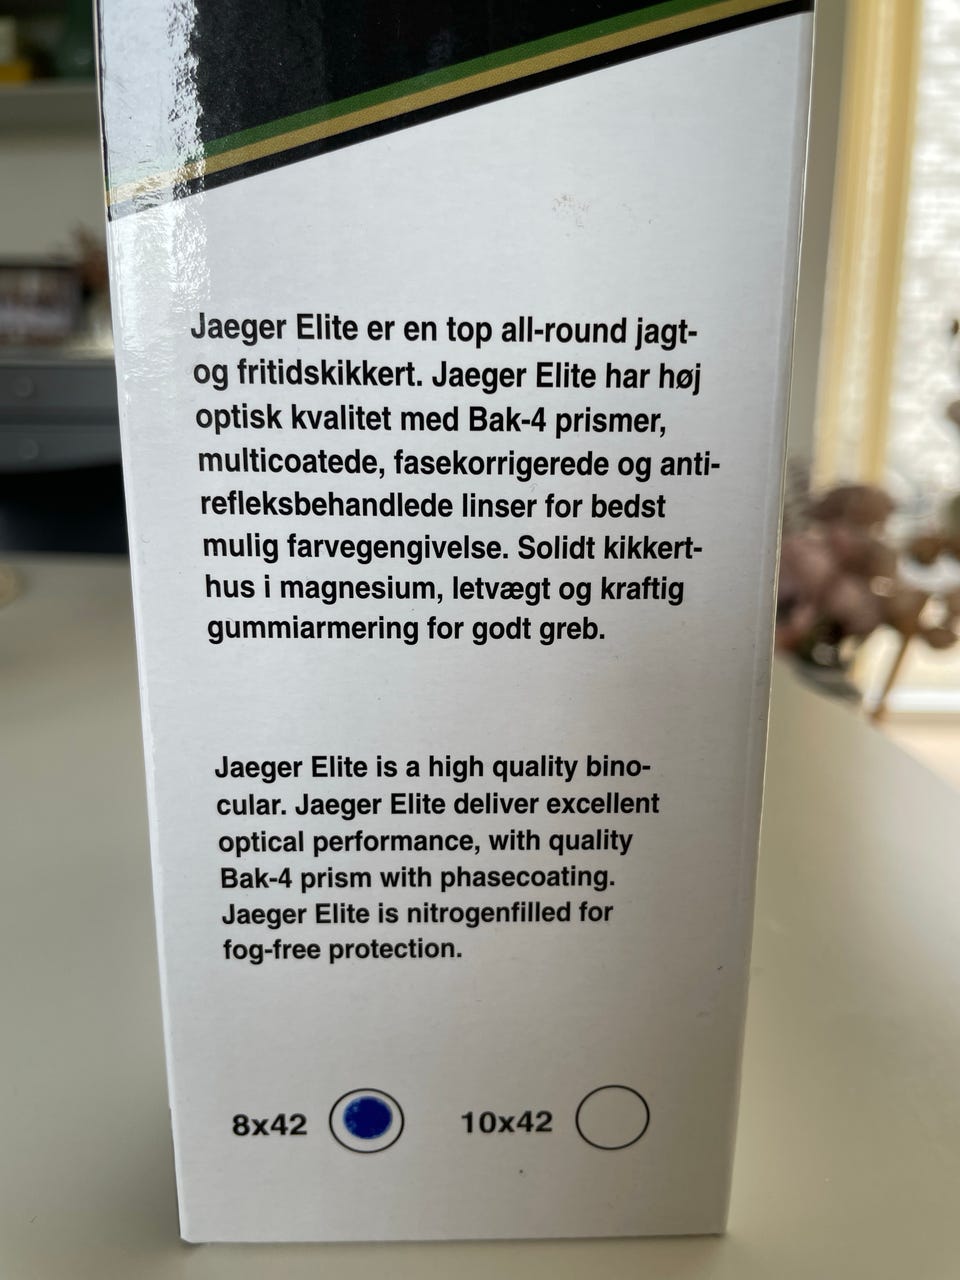 Jaeger Elite er en top all-round jagt-
og fritidskikkert. Jaeger Elite har høj
optisk kvalitet med Bak-4 prismer,
multicoatede, fasekorrigerede og anti-
refleksbehandlede linser for bedst
mulig farvegengivelse. Solidt kikkert-
hus i magnesium, letvægt og kraftig
gummiarmering for godt greb.
Jaeger Elite is a high quality bino-
cular. Jaeger Elite deliver excellent
optical performance, with quality
Bak-4 prism with phasecoating.
Jaeger Elite is nitrogenfilled for
fog-free protection.
8x42 10x42